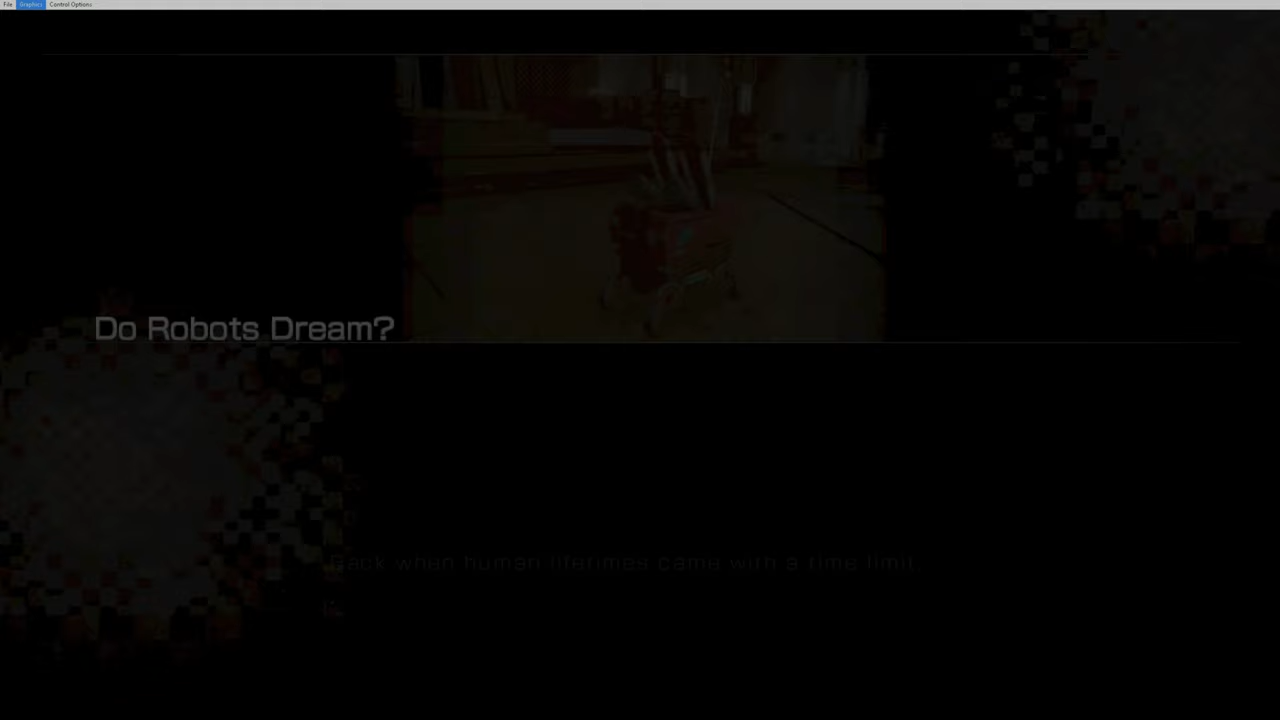 File Graphics Control Options
Do Robots Dream?
Back when human lifetimes came with a time limit.